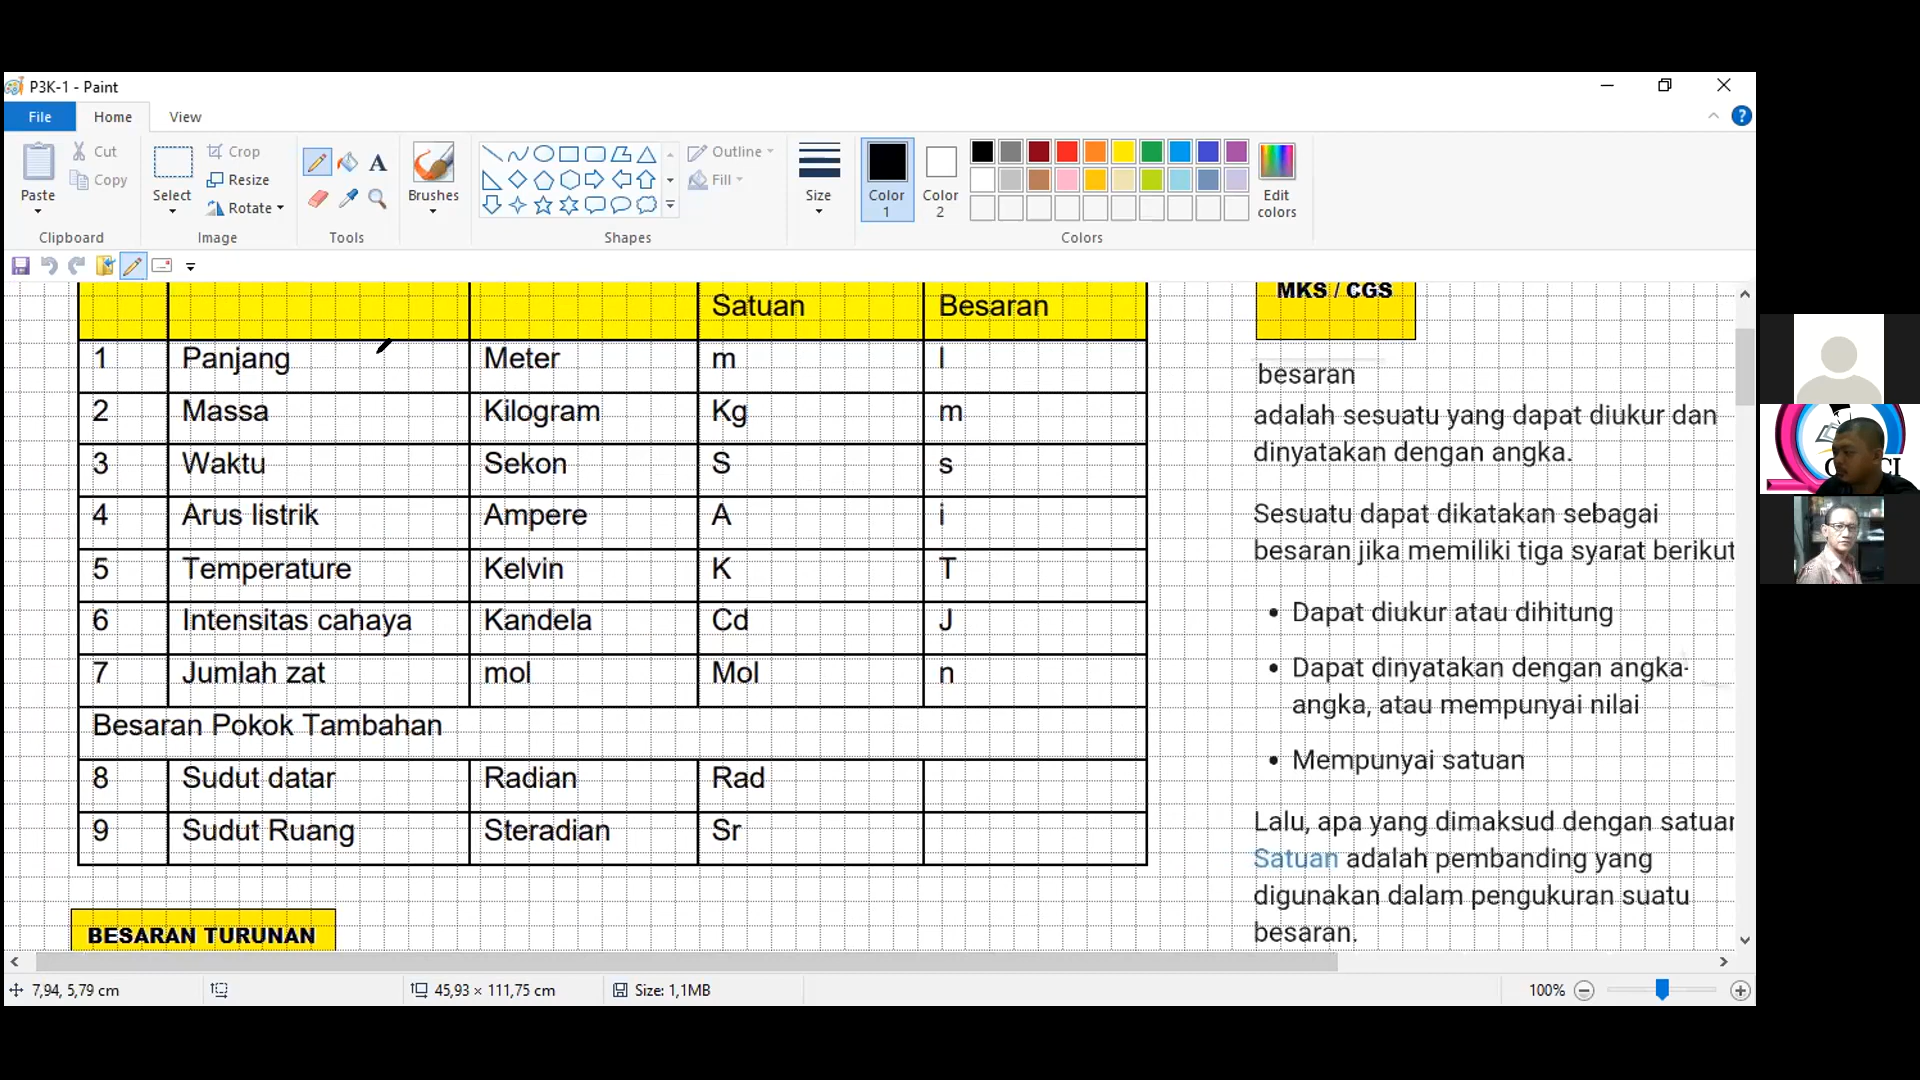 P3K-1 - Paint
File Home View
Paste Cut Copy Clipboard
Select Crop Resize Rotate Image
Tools
Brushes
Shapes Outline Fill
Size
Color 1 Color 2 Edit colors Colors
Satuan Besaran
1 Panjang Meter m l
2 Massa Kilogram Kg m
3 Waktu Sekon S s
4 Arus listrik Ampere A i
5 Temperature Kelvin K T
6 Intensitas cahaya Kandela Cd J
7 Jumlah zat mol Mol n
Besaran Pokok Tambahan
8 Sudut datar Radian Rad
9 Sudut Ruang Steradian Sr
BESARAN TURUNAN
MKS / CGS
besaran
adalah sesuatu yang dapat diukur dan
dinyatakan dengan angka.
Sesuatu dapat dikatakan sebagai
besaran jika memiliki tiga syarat berikut
• Dapat diukur atau dihitung
• Dapat dinyatakan dengan angka-
angka, atau mempunyai nilai
• Mempunyai satuan
Lalu, apa yang dimaksud dengan satuan
Satuan adalah pembanding yang
digunakan dalam pengukuran suatu
besaran.
7,94, 5,79 cm 45,93 × 111,75 cm Size: 1,1MB 100%